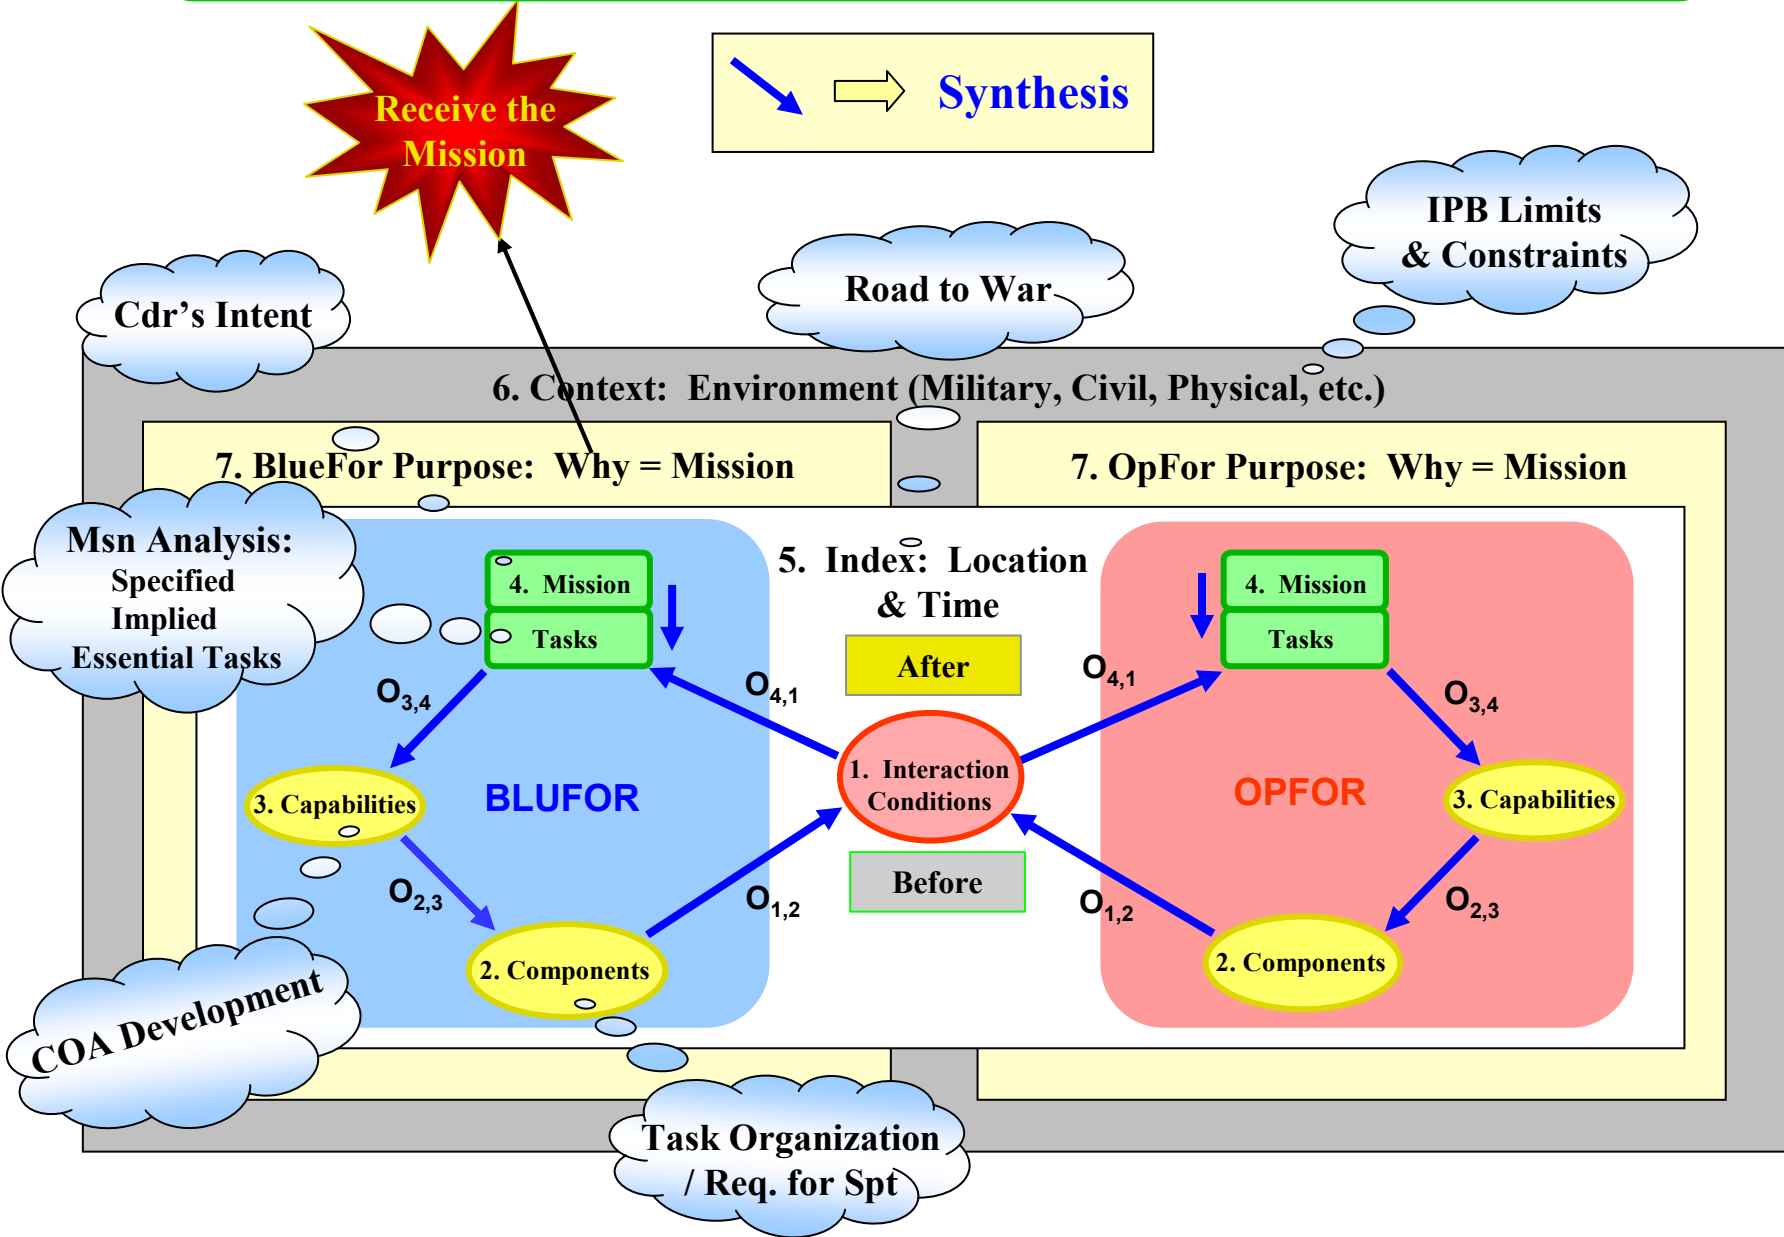 Receive the
Mission
Synthesis
IPB Limits
& Constraints
Road to War
Cdr’s Intent
6. Context:  Environment (Military, Civil, Physical, etc.)
7. BlueFor Purpose:  Why = Mission
7. OpFor Purpose:  Why = Mission
Msn Analysis:
Specified
Implied
Essential Tasks
4.  Mission
Tasks
5.  Index:  Location
& Time
4.  Mission
Tasks
After
O4,1
O4,1
O3,4
O3,4
1.  Interaction
Conditions
BLUFOR
OPFOR
3. Capabilities
3. Capabilities
Before
O2,3
O1,2
O1,2
O2,3
2. Components
2. Components
COA Development
Task Organization
/ Req. for Spt